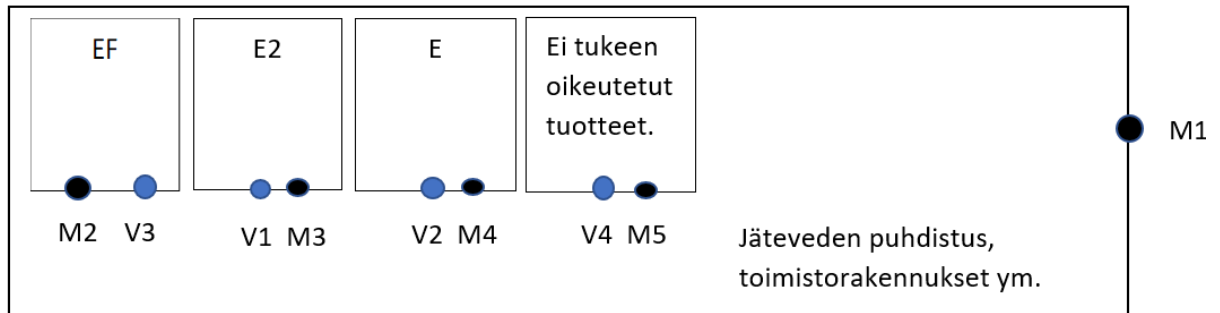 EF
E2
E
Ei tukeen
oikeutetut
tuotteet.
M1
M2 V3
V1 M3
V2 M4
V4 M5
Jäteveden puhdistus,
toimistorakennukset ym.